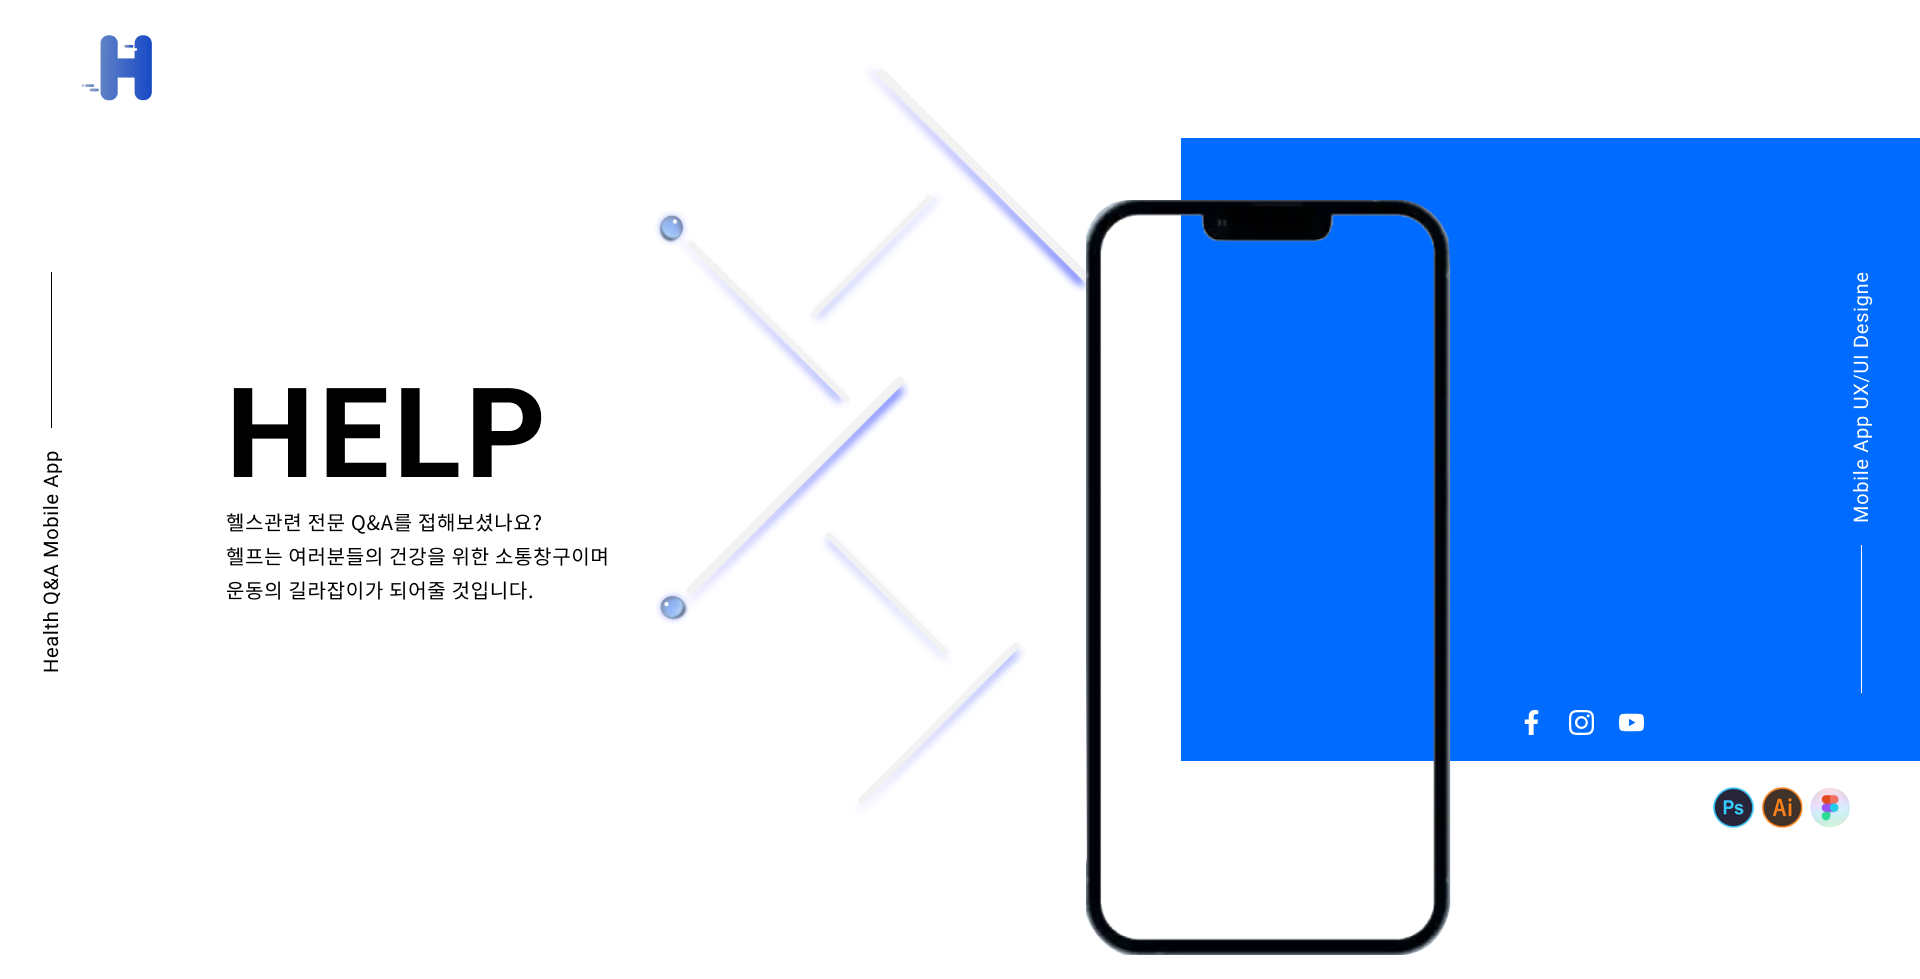 H
Health Q&A Mobile App
HELP
헬스관련 전문 Q&A를 접해보셨나요?
헬프는 여러분들의 건강을 위한 소통창구이며
운동의 길라잡이가 되어줄 것입니다.
Mobile App UX/UI Designe
Ps
Ai